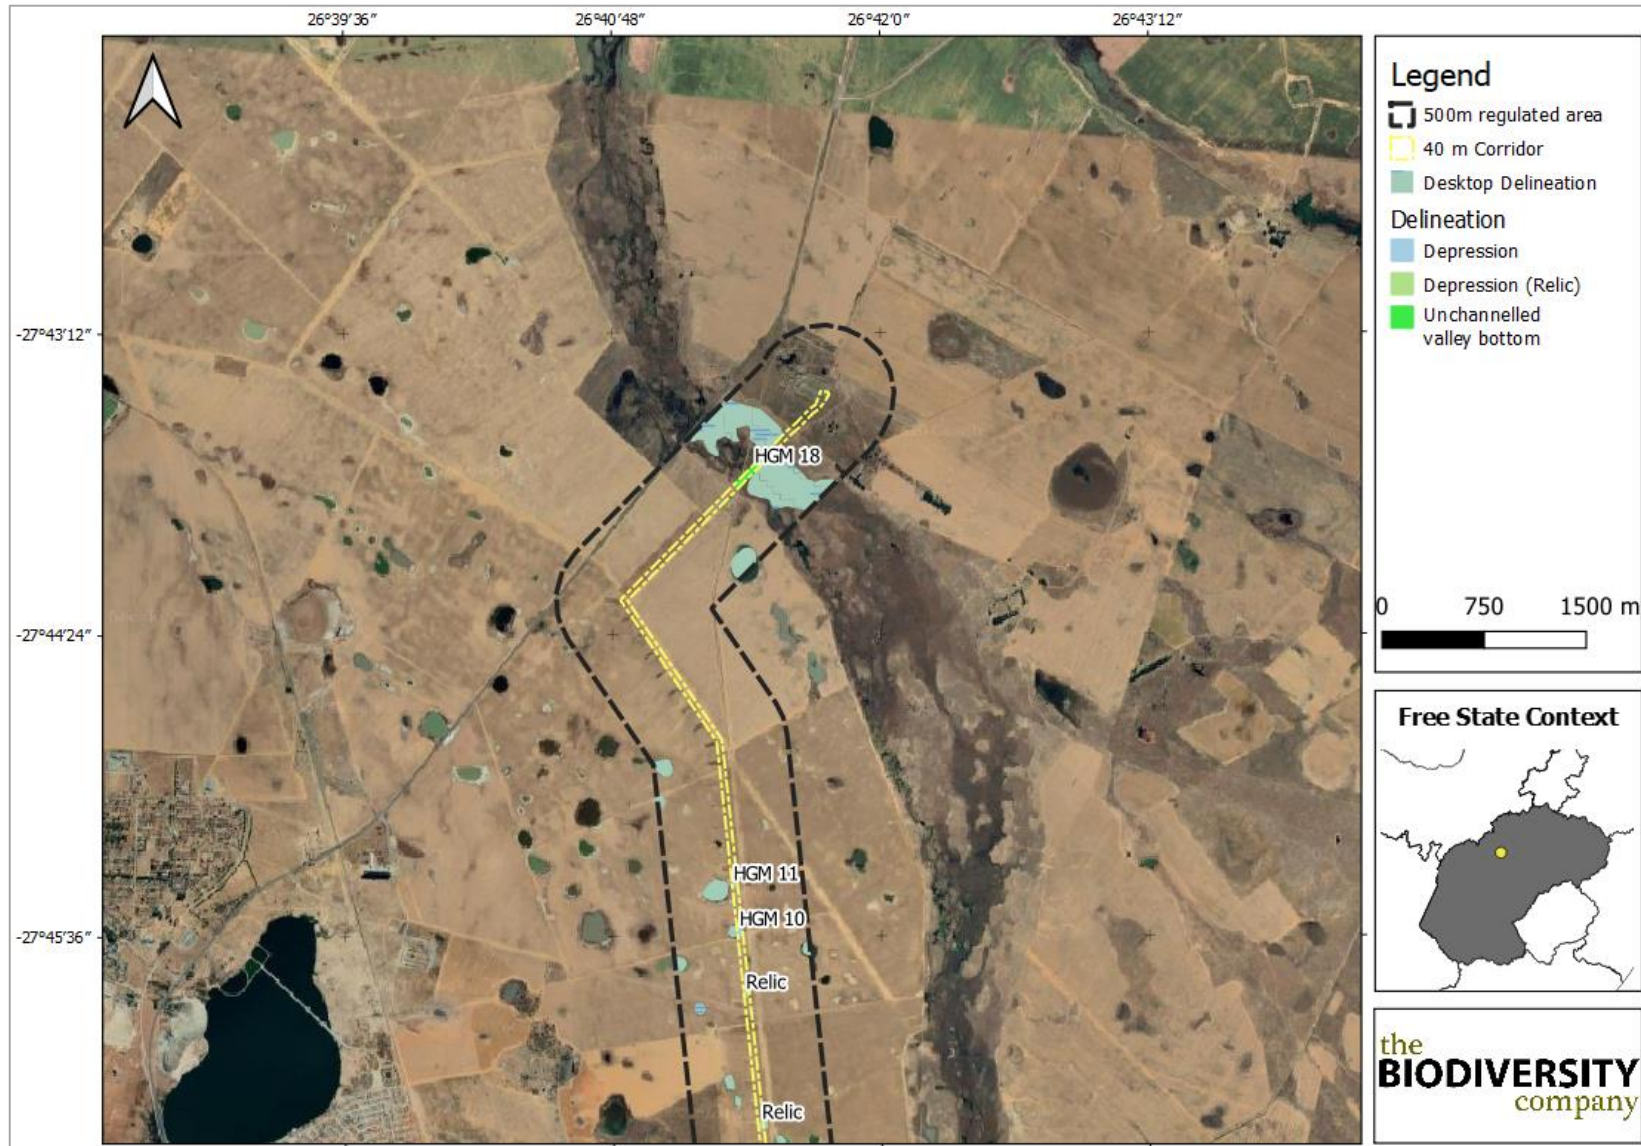 26°39'36”
26°40'48”
26°42'0”
26°43'12”
-27°43'12”
-27°44'24”
-27°45'36”
HGM 18
HGM 11
HGM 10
Relic
Relic
Legend
500m regulated area
40 m Corridor
Desktop Delineation
Delineation
Depression
Depression (Relic)
Unchannelled
valley bottom
0 750 1500 m
Free State Context
the
BIODIVERSITY
company